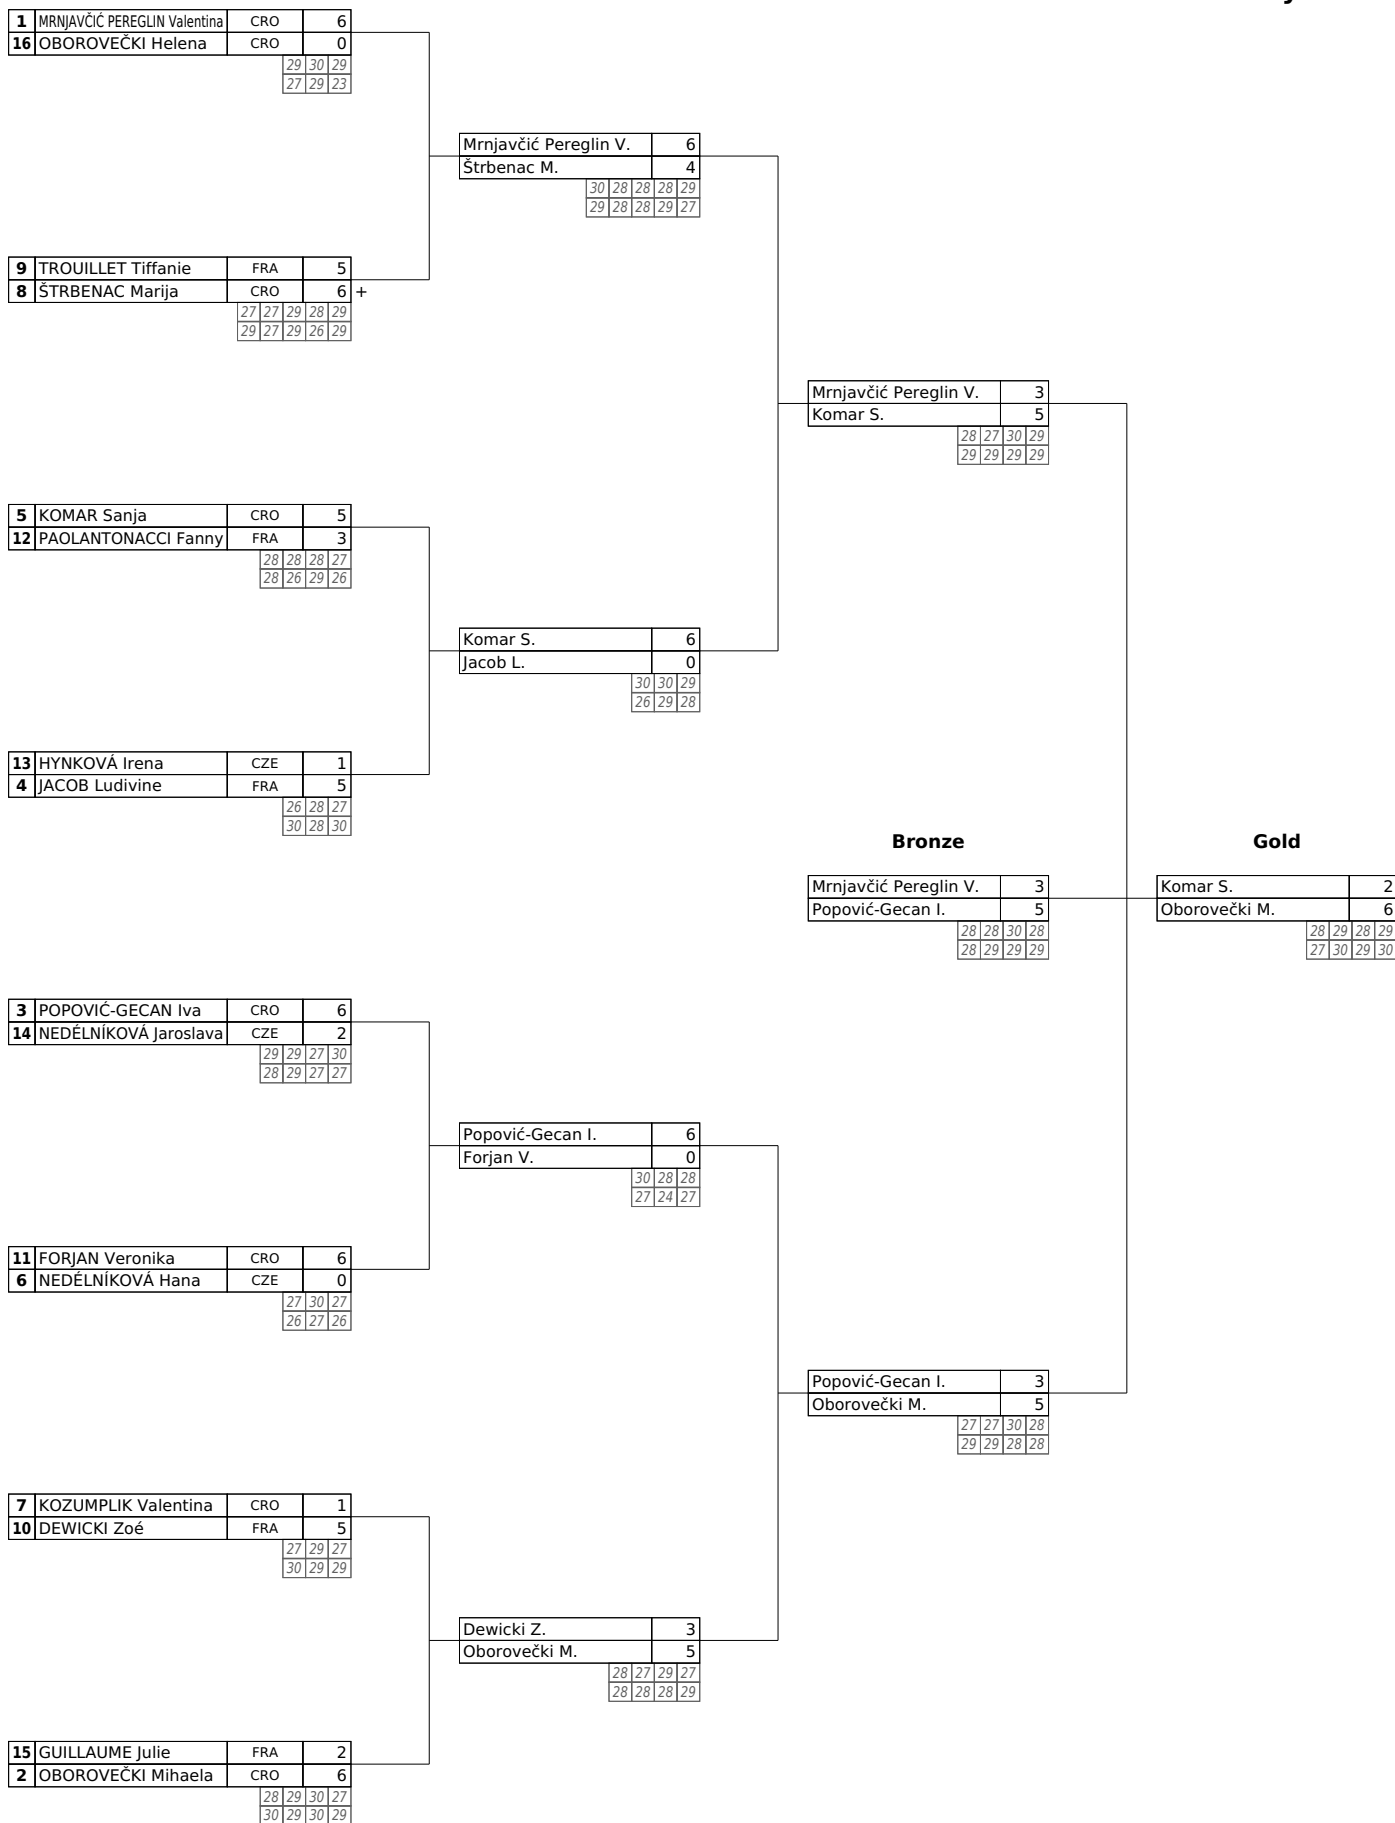 1 MRNJAVČIĆ PEREGLIN Valentina CRO 6
16 OBOROVEČKI Helena CRO 0
29 30 29
27 29 23
Mrnjavčić Pereglin V. 6
Štrbenac M. 4
30 28 28 28 29
29 28 28 29 27
9 TROUILLET Tiffanie FRA 5
8 ŠTRBENAC Marija CRO 6 +
27 27 29 28 29
29 27 29 26 29
Mrnjavčić Pereglin V. 3
Komar S. 5
28 27 30 29
29 29 29 29
5 KOMAR Sanja CRO 5
12 PAOLANTONACCI Fanny FRA 3
28 28 28 27
28 26 29 26
Komar S. 6
Jacob L. 0
30 30 29
26 29 28
13 HYNKOVÁ Irena CZE 1
4 JACOB Ludivine FRA 5
26 28 27
30 28 30
Bronze Gold
Mrnjavčić Pereglin V. 3 Komar S. 2
Popović-Gecan I. 5 Oborovečki M. 6
28 28 30 28 28 29 28 29
28 29 29 29 27 30 29 30
3 POPOVIĆ-GECAN Iva CRO 6
14 NEDÉLNÍKOVÁ Jaroslava CZE 2
29 29 27 30
28 29 27 27
Popović-Gecan I. 6
Forjan V. 0
30 28 28
27 24 27
11 FORJAN Veronika CRO 6
6 NEDÉLNÍKOVÁ Hana CZE 0
27 30 27
26 27 26
Popović-Gecan I. 3
Oborovečki M. 5
27 27 30 28
29 29 28 28
7 KOZUMPLIK Valentina CRO 1
10 DEWICKI Zoé FRA 5
27 29 27
30 29 29
Dewicki Z. 3
Oborovečki M. 5
28 27 29 27
28 28 28 29
15 GUILLAUME Julie FRA 2
2 OBOROVEČKI Mihaela CRO 6
28 29 30 27
30 29 30 29